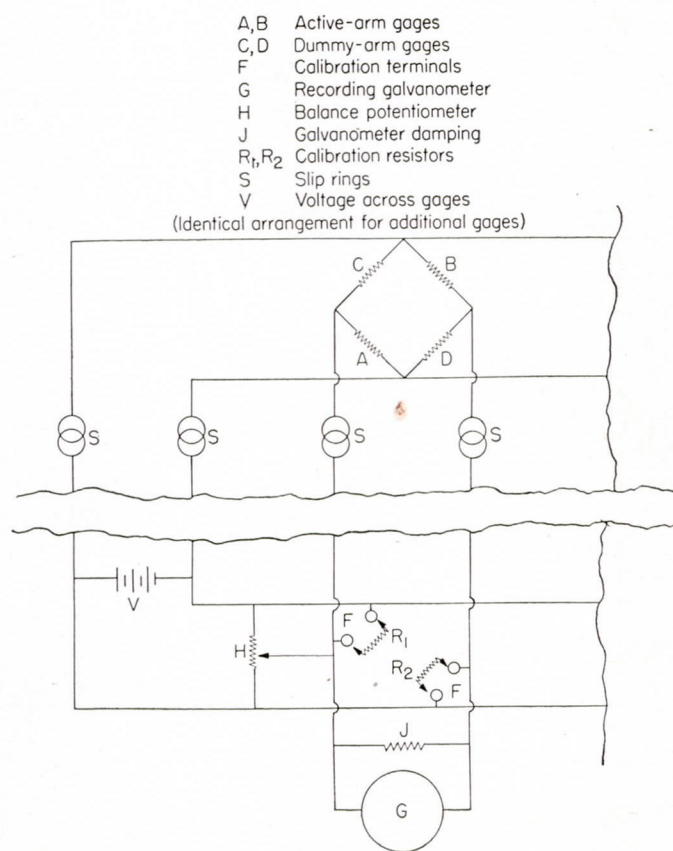 A,B Active-arm gages
C,D Dummy-arm gages
F Calibration terminals
G Recording galvanometer
H Balance potentiometer
J Galvanometer damping
R1,R2 Calibration resistors
S Slip rings
V Voltage across gages
(Identical arrangement for additional gages)
C B
A D
S S S S
V
F
R1
H
R2
F
J
G